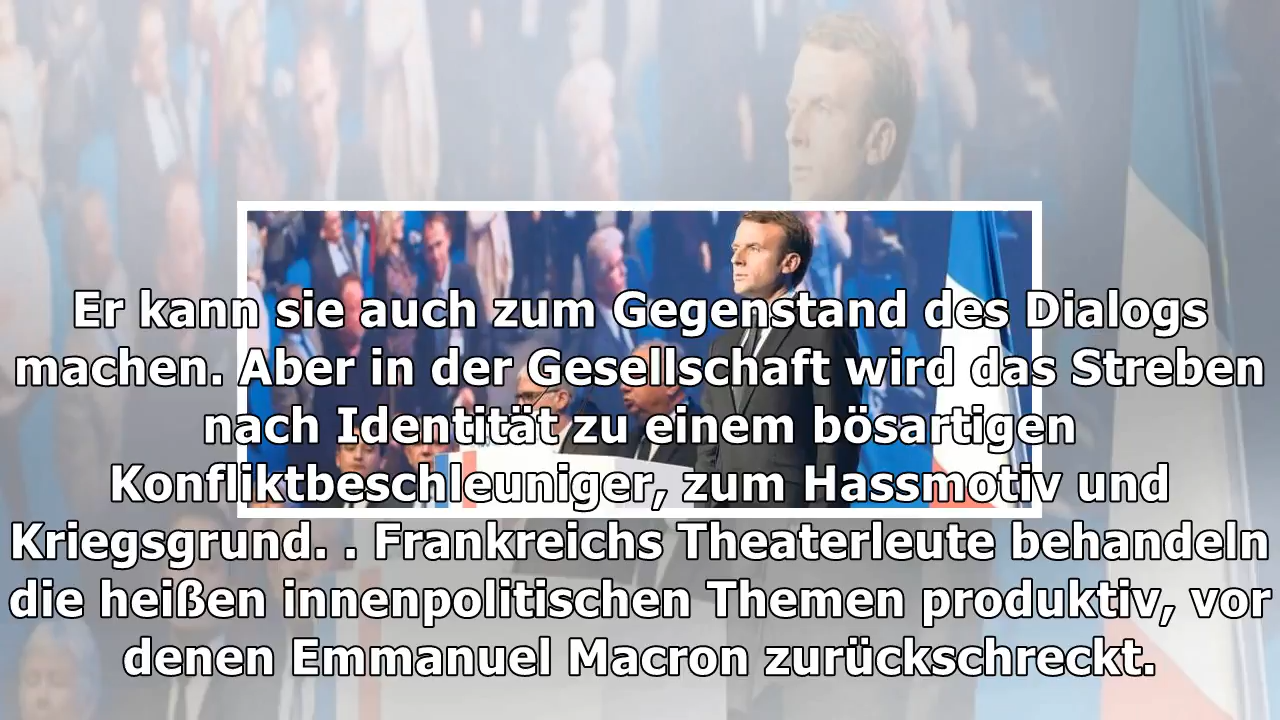 Er kann sie auch zum Gegenstand des Dialogs
machen. Aber in der Gesellschaft wird das Streben
nach Identität zu einem bösartigen
Konfliktbeschleuniger, zum Hassmotiv und
Kriegsgrund. . Frankreichs Theaterleute behandeln
die heißen innenpolitischen Themen produktiv, vor
denen Emmanuel Macron zurückschreckt.